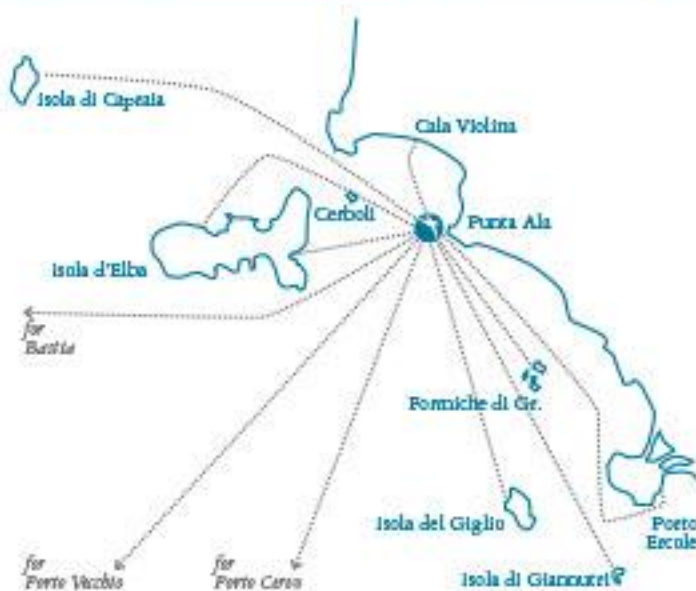 Isola di Capraia
Cala Violina
Cerboli
Punta Ala
Isola d'Elba
for
Bastia
Formiche di Gr.
Isola del Giglio
Porto
Ercole
for
Porto Vecchio
for
Porto Cervo
Isola di Giannutri